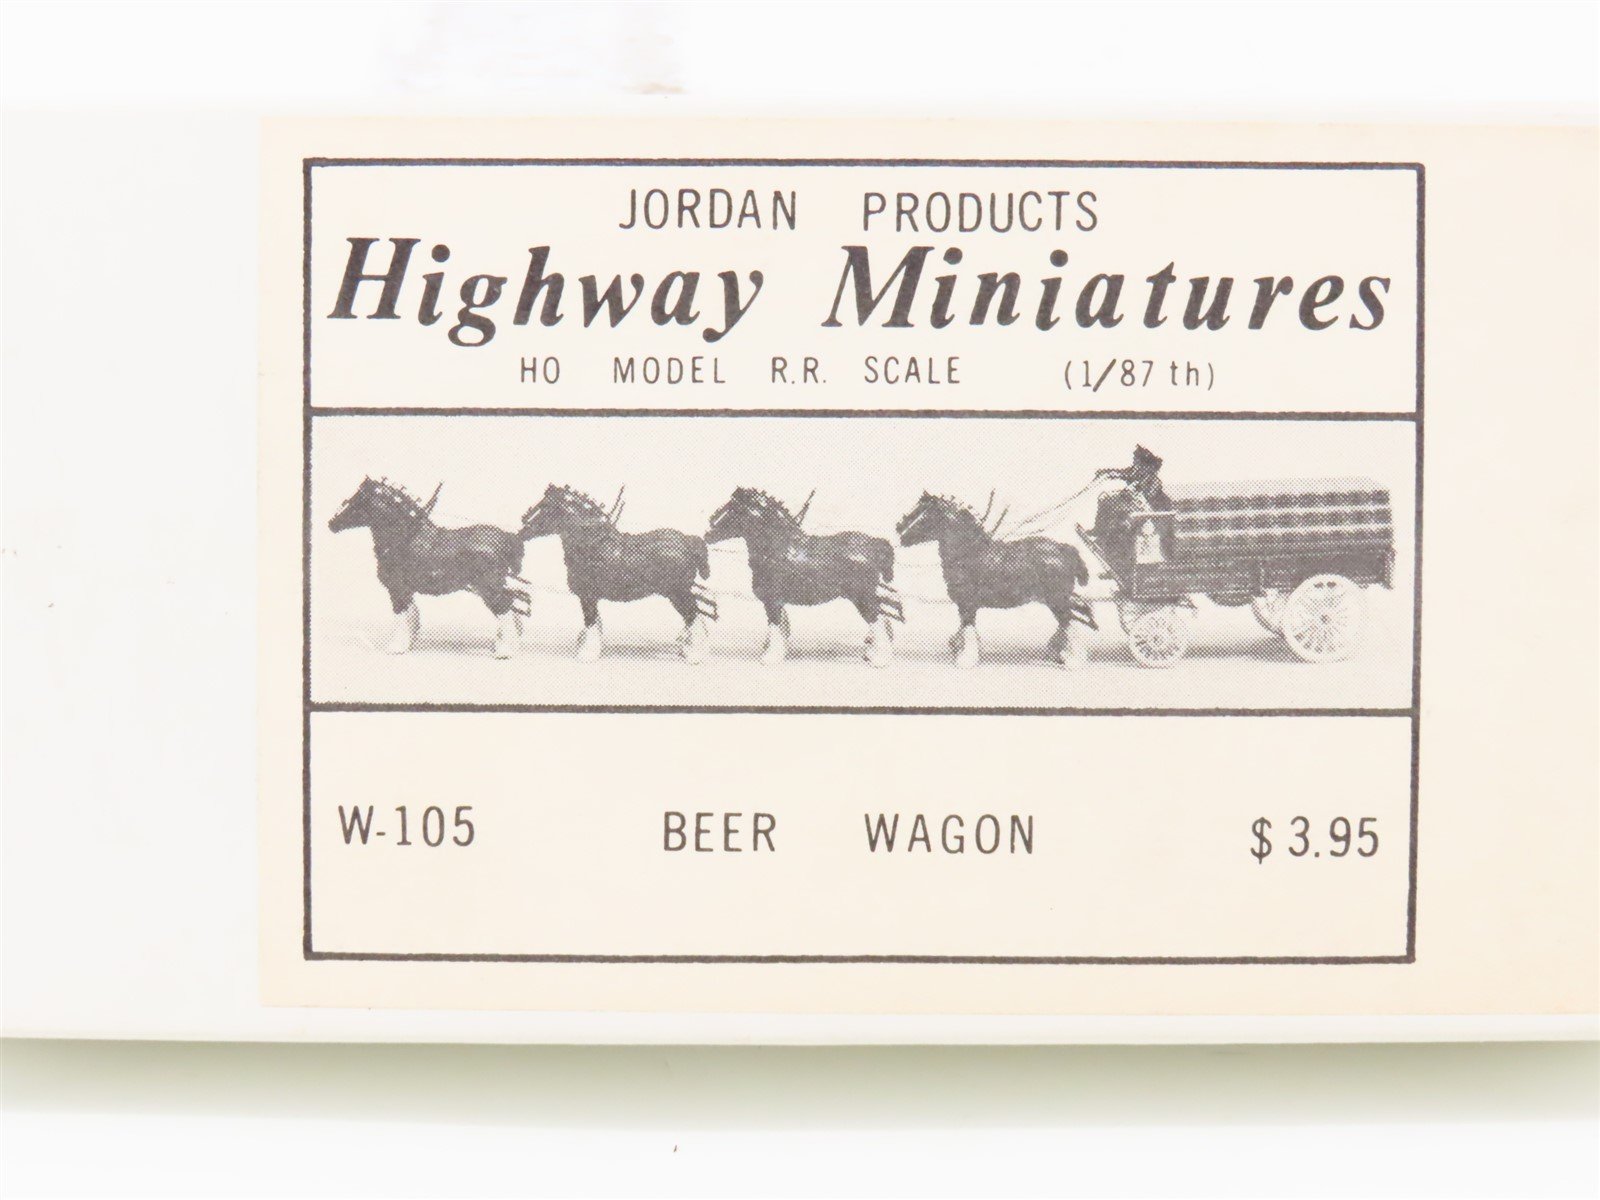 JORDAN PRODUCTS
Highway Miniatures
HO MODEL R.R. SCALE (1/87 th)
W-105 BEER WAGON $3.95